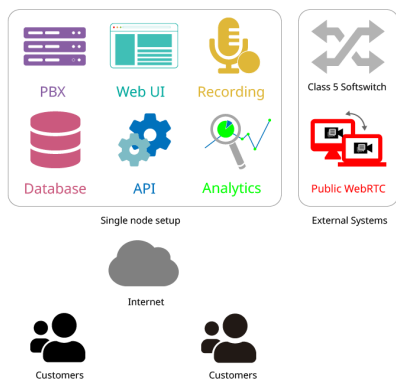 PBX
Web UI
Recording
Class 5 Softswitch
Database
API
Analytics
Public WebRTC
Single node setup
External Systems
Internet
Customers
Customers